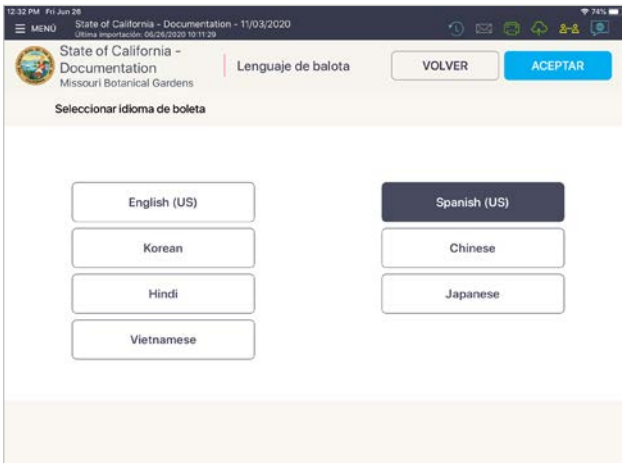 12:32 PM Fri Jun 26
74%
MENÚ
State of California - Documentation - 11/03/2020
Última importación: 06/26/2020 10:11:29
State of California -
Documentation
Missouri Botanical Gardens
Lenguaje de balota
VOLVER
ACEPTAR
Seleccionar idioma de boleta
English (US)
Spanish (US)
Korean
Chinese
Hindi
Japanese
Vietnamese